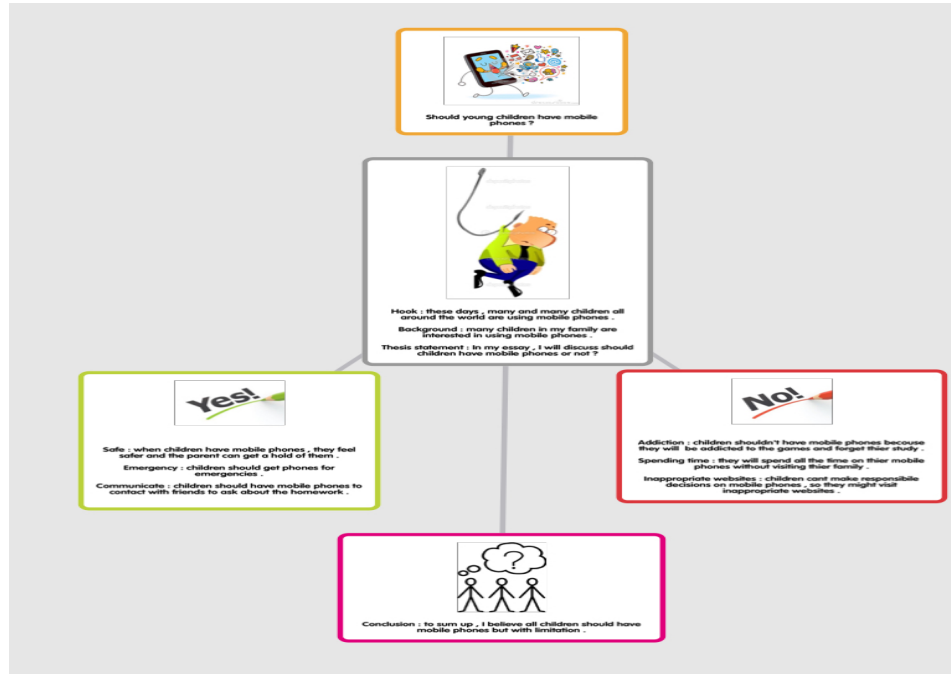 Should young children have mobile
phones ?
Hook : these days , many and many children all
around the world are using mobile phones .
Background : many children in my family are
interested in using mobile phones .
Thesis statement : In my essay , I will discuss should
children have mobile phones or not ?
Yes!
Safe : when children have mobile phones , they feel
safer and the parent can get a hold of them .
Emergency : children should get phones for
emergencies .
Communicate : children should have mobile phones to
contact with friends to ask about the homework .
No!
Addiction : children shouldn't have mobile phones becouse
they will be addicted to the games and forget thier study .
Spending time : they will spend all the time on thier mobile
phones without visiting thier family .
Inappropriate websites : children cant make responsibile
decisions on mobile phones , so they might visit
inappropriate websites .
?
Conclusion : to sum up , I believe all children should have
mobile phones but with limitation .